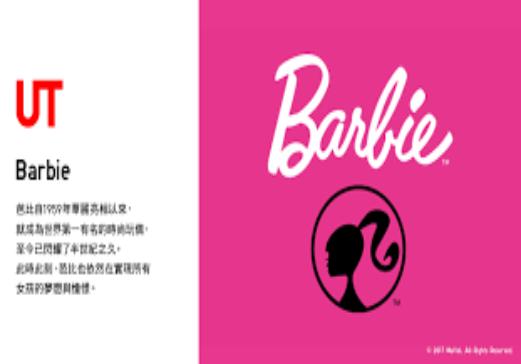 UT
Barbie
芭比自1959年華麗亮相以來，
就成為世界第一有名的時尚玩偶，
至今已閃耀了半世紀之久。
此時此刻，芭比也依然在實現所有
女孩的夢想與憧憬。
Barbie
TM
TM
© 2017 Mattel. All Rights Reserved.